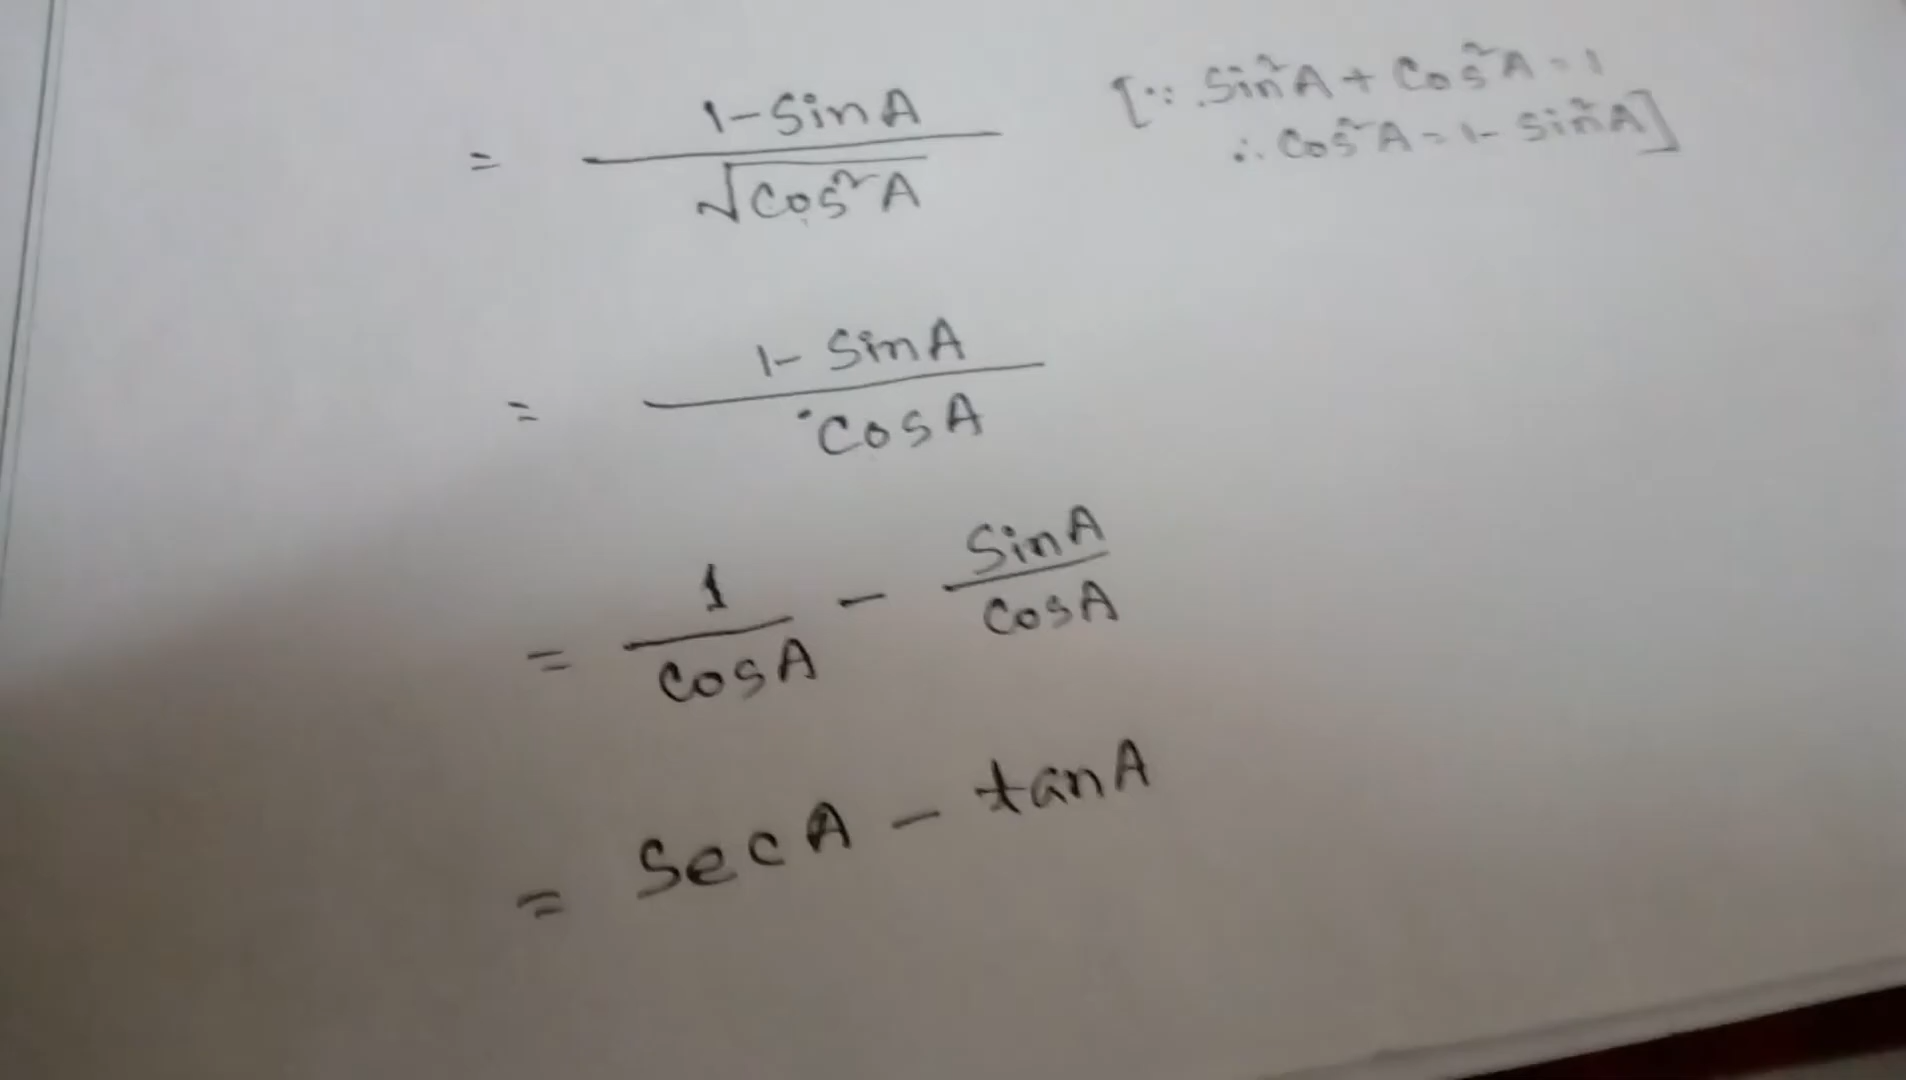 = (1-SinA)/√(Cos²A) [∵ Sin²A + Cos²A = 1
∴ Cos²A = 1- Sin²A]
= (1- SinA)/CosA
= 1/CosA - SinA/CosA
= SecA - tanA